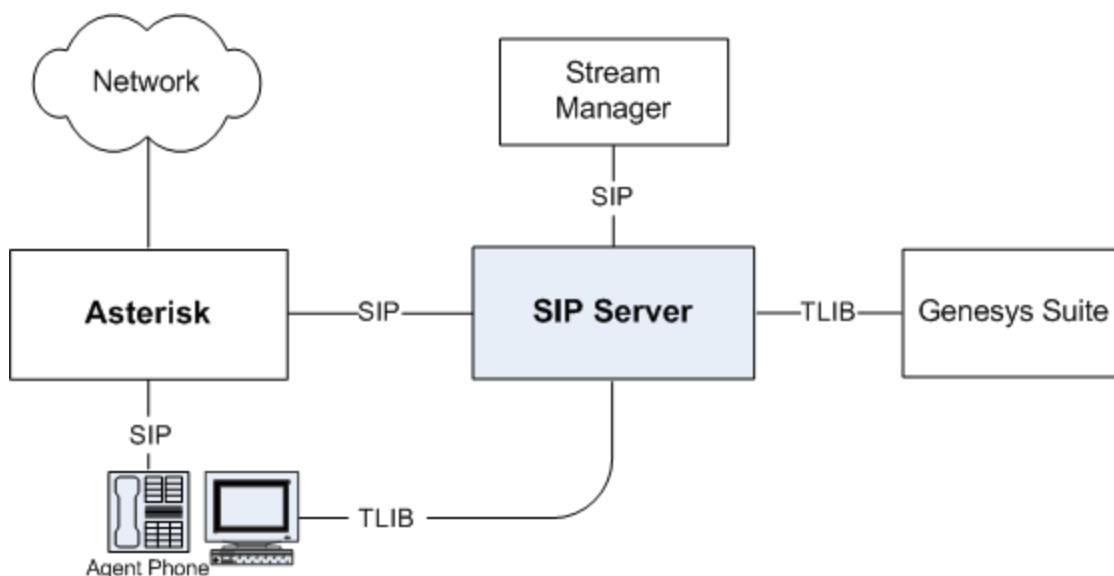 Network
Stream
Manager
SIP
Asterisk
SIP
SIP Server
TLIB
Genesys Suite
SIP
TLIB
Agent Phone